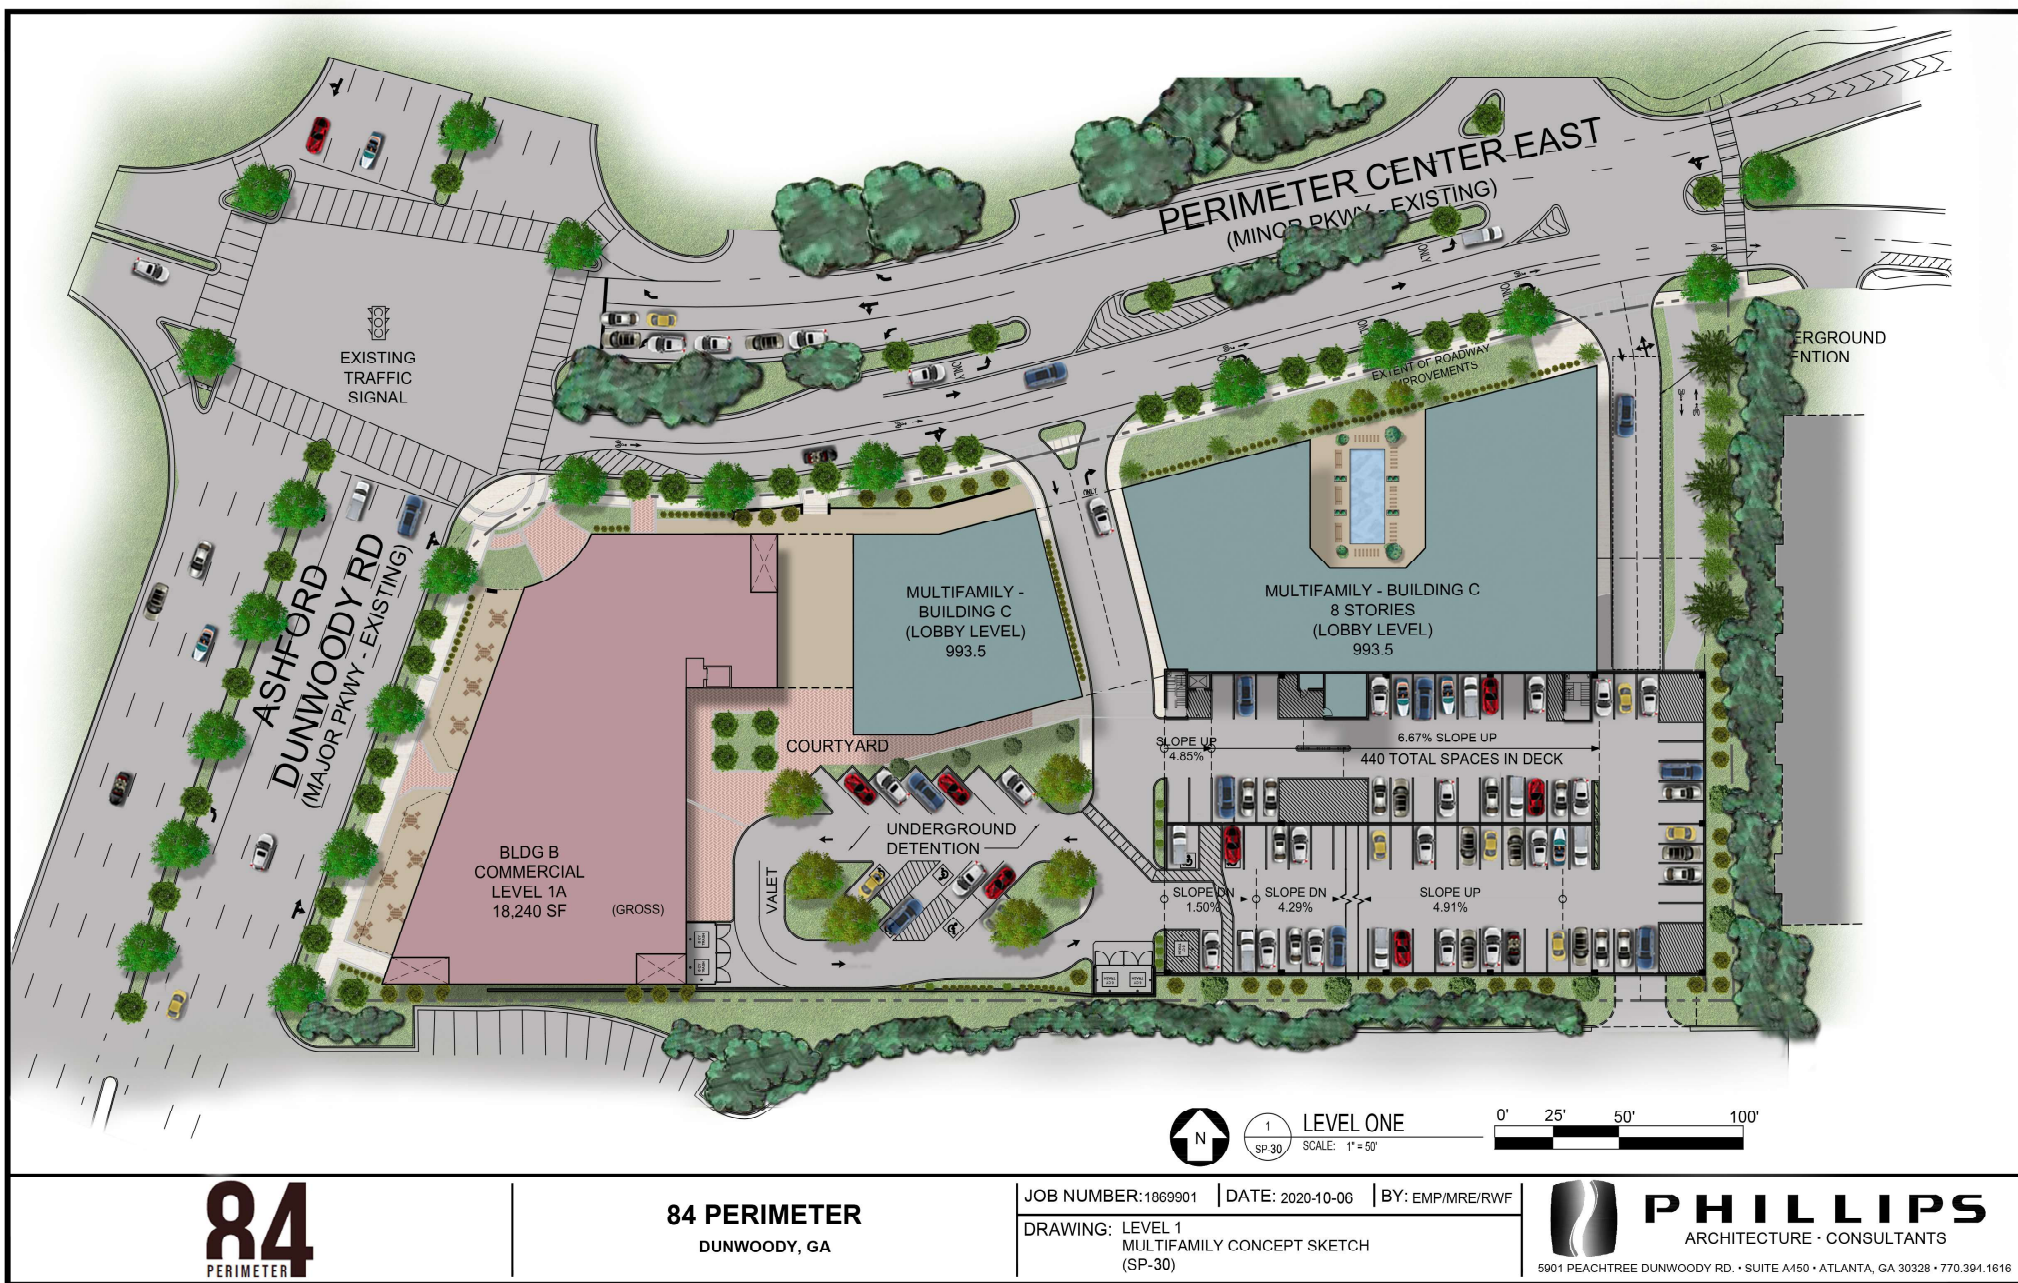 PERIMETER CENTER EAST
(MINOR PKWY - EXISTING)
ONLY
ONLY
ONLY
ONLY
ONLY
ONLY
EXISTING
TRAFFIC
SIGNAL
ERGROUND
ENTION
EXTENT OF ROADWAY
IMPROVEMENTS
ASHFORD
DUNWOODY RD
(MAJOR PKWY - EXISTING)
MULTIFAMILY -
BUILDING C
(LOBBY LEVEL)
993.5
MULTIFAMILY - BUILDING C
8 STORIES
(LOBBY LEVEL)
993.5
COURTYARD
SLOPE UP
4.85%
6.67% SLOPE UP
440 TOTAL SPACES IN DECK
UNDERGROUND
DETENTION
VALET
BLDG B
COMMERCIAL
LEVEL 1A
18,240 SF
(GROSS)
SLOPE DN
1.50%
SLOPE DN
4.29%
SLOPE UP
4.91%
N
1
SP-30
LEVEL ONE
SCALE: 1" = 50'
0' 25' 50' 100'
84
PERIMETER
84 PERIMETER
DUNWOODY, GA
JOB NUMBER: 1869901 DATE: 2020-10-06 BY: EMP/MRE/RWF
DRAWING: LEVEL 1
MULTIFAMILY CONCEPT SKETCH
(SP-30)
PHILLIPS
ARCHITECTURE · CONSULTANTS
5901 PEACHTREE DUNWOODY RD. • SUITE A450 • ATLANTA, GA 30328 • 770.394.1616